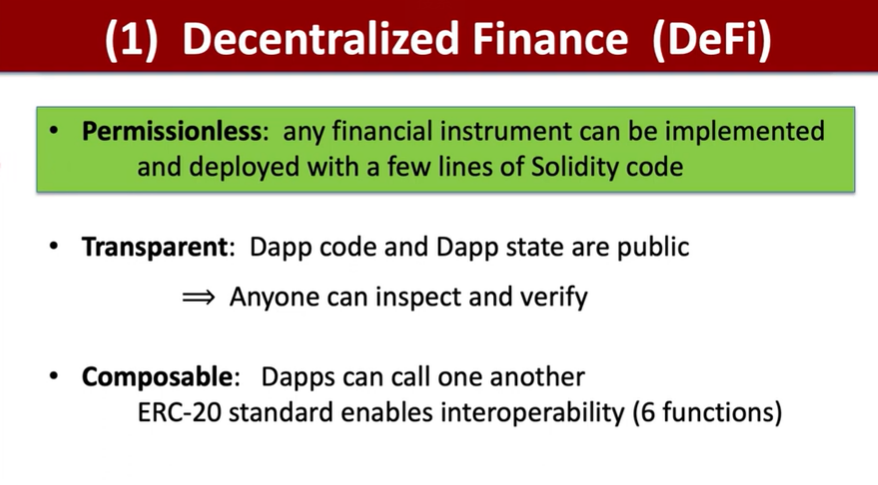 (1) Decentralized Finance (DeFi)
• Permissionless: any financial instrument can be implemented
and deployed with a few lines of Solidity code
• Transparent: Dapp code and Dapp state are public
⟹ Anyone can inspect and verify
• Composable: Dapps can call one another
ERC-20 standard enables interoperability (6 functions)